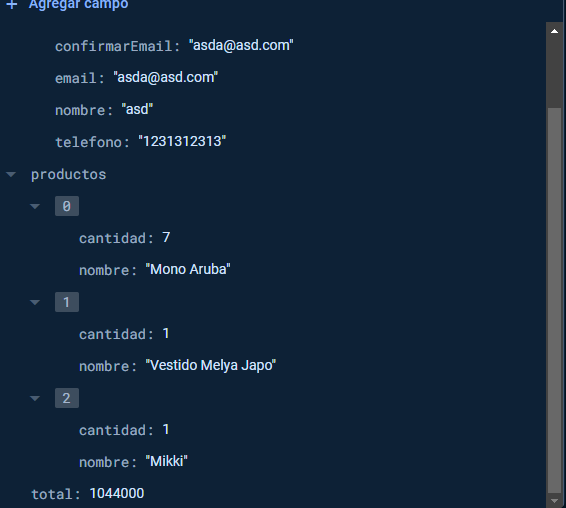 + Agregar campo
confirmarEmail: "asda@asd.com"
email: "asda@asd.com"
nombre: "asd"
telefono: "1231312313"
productos
0
cantidad: 7
nombre: "Mono Aruba"
1
cantidad: 1
nombre: "Vestido Melya Japo"
2
cantidad: 1
nombre: "Mikki"
total: 1044000